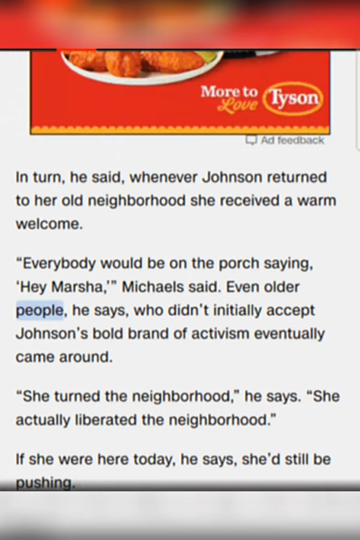 More to
Love
Tyson
Ad feedback
In turn, he said, whenever Johnson returned
to her old neighborhood she received a warm
welcome.
“Everybody would be on the porch saying,
‘Hey Marsha,’” Michaels said. Even older
people, he says, who didn’t initially accept
Johnson’s bold brand of activism eventually
came around.
“She turned the neighborhood,” he says. “She
actually liberated the neighborhood.”
If she were here today, he says, she’d still be
pushing.